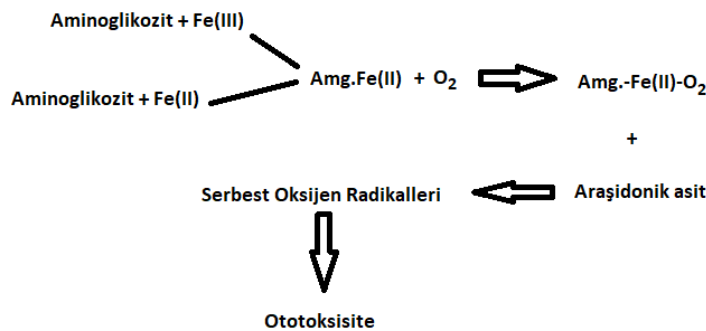 Aminoglikozit + Fe(III)
Aminoglikozit + Fe(II)
Amg.Fe(II) + O2
Amg.-Fe(II)-O2
+
Araşidonik asit
Serbest Oksijen Radikalleri
Ototoksisite